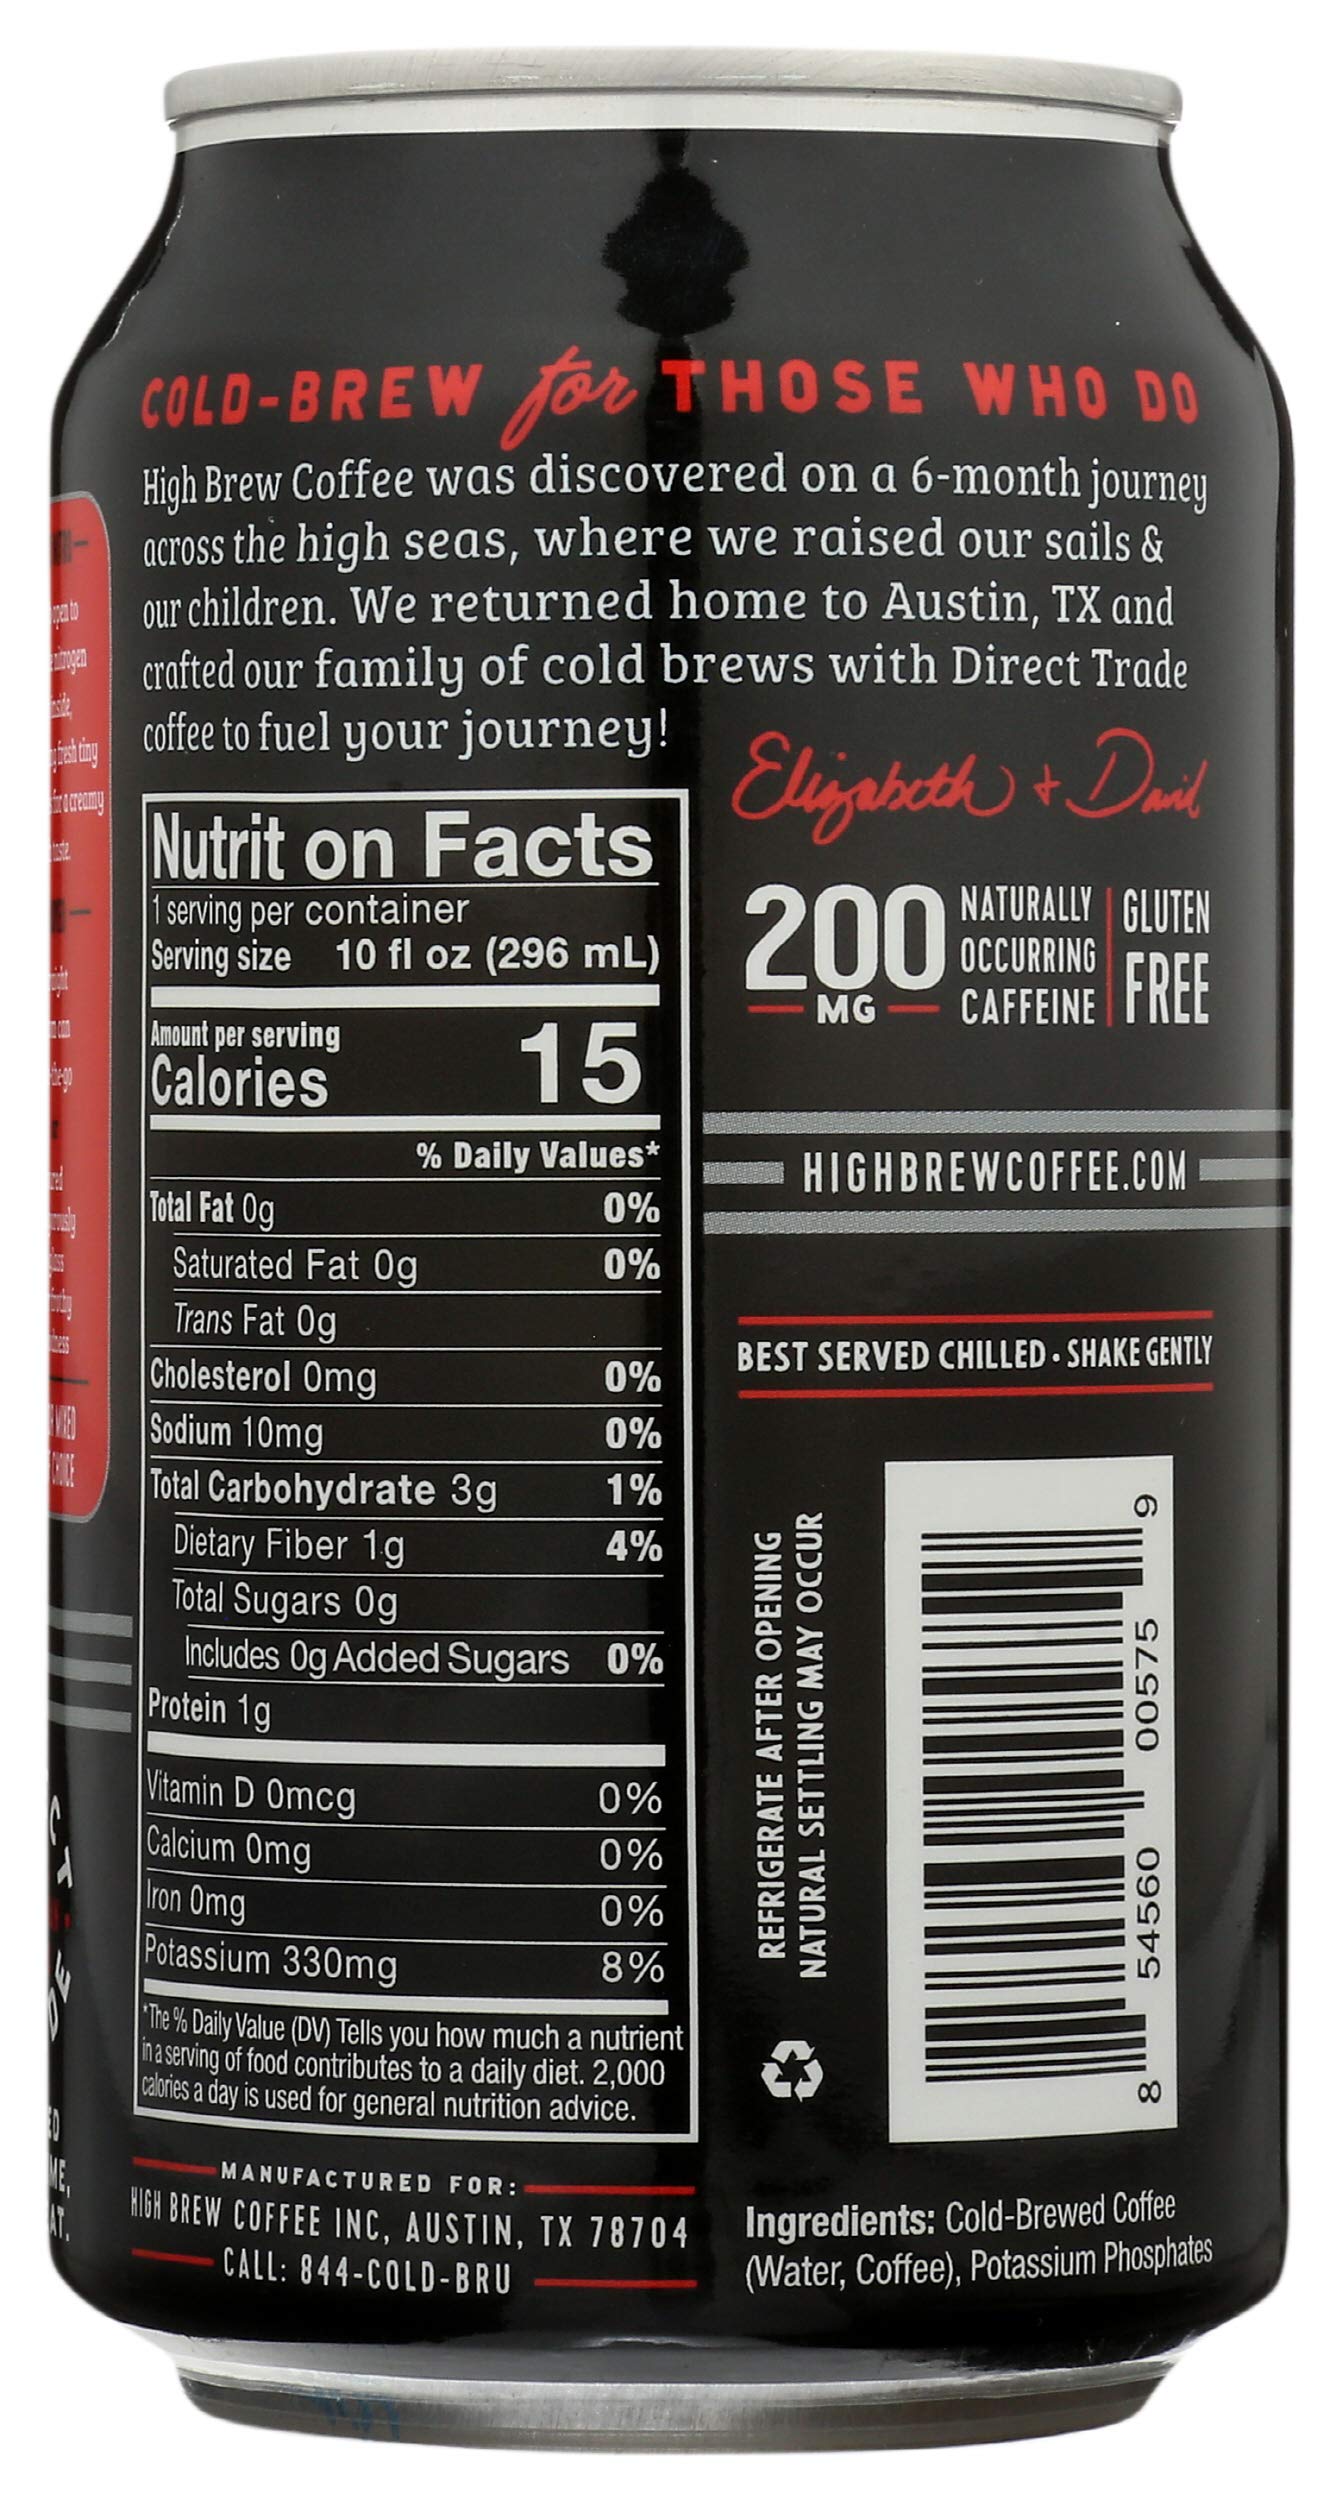 COLD-BREW for THOSE WHO DO
High Brew Coffee was discovered on a 6-month journey
across the high seas, where we raised our sails &
our children. We returned home to Austin, TX and
crafted our family of cold brews with Direct Trade
coffee to fuel your journey!
Elizabeth + David
Nutrit on Facts
1 serving per container
Serving size 10 fl oz (296 mL)
Amount per serving
Calories 15
% Daily Values*
Total Fat 0g 0%
Saturated Fat 0g 0%
Trans Fat 0g
Cholesterol 0mg 0%
Sodium 10mg 0%
Total Carbohydrate 3g 1%
Dietary Fiber 1g 4%
Total Sugars 0g
Includes 0g Added Sugars 0%
Protein 1g
Vitamin D 0mcg 0%
Calcium 0mg 0%
Iron 0mg 0%
Potassium 330mg 8%
*The % Daily Value (DV) Tells you how much a nutrient
in a serving of food contributes to a daily diet. 2,000
calories a day is used for general nutrition advice.
MANUFACTURED FOR:
HIGH BREW COFFEE INC, AUSTIN, TX 78704
CALL: 844-COLD-BRU
200 MG
NATURALLY
OCCURRING
CAFFEINE
GLUTEN
FREE
HIGHBREWCOFFEE.COM
BEST SERVED CHILLED • SHAKE GENTLY
REFRIGERATE AFTER OPENING
NATURAL SETTLING MAY OCCUR
8 54560 00575 9
Ingredients: Cold-Brewed Coffee
(Water, Coffee), Potassium Phosphates
nitrogen
fresh tiny
for a creamy
MIXED
CHOICE